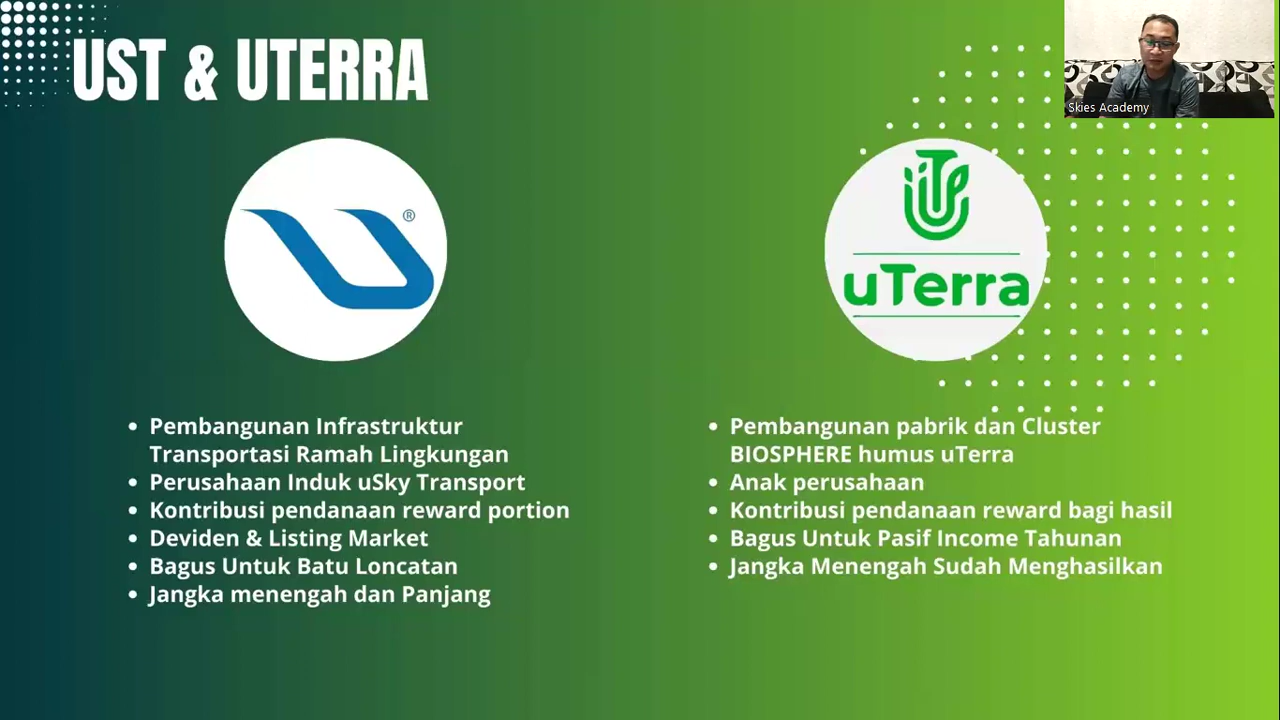 UST & UTERRA
Skies Academy
®
uTerra
Pembangunan Infrastruktur
Transportasi Ramah Lingkungan
Perusahaan Induk uSky Transport
Kontribusi pendanaan reward portion
Deviden & Listing Market
Bagus Untuk Batu Loncatan
Jangka menengah dan Panjang
Pembangunan pabrik dan Cluster
BIOSPHERE humus uTerra
Anak perusahaan
Kontribusi pendanaan reward bagi hasil
Bagus Untuk Pasif Income Tahunan
Jangka Menengah Sudah Menghasilkan